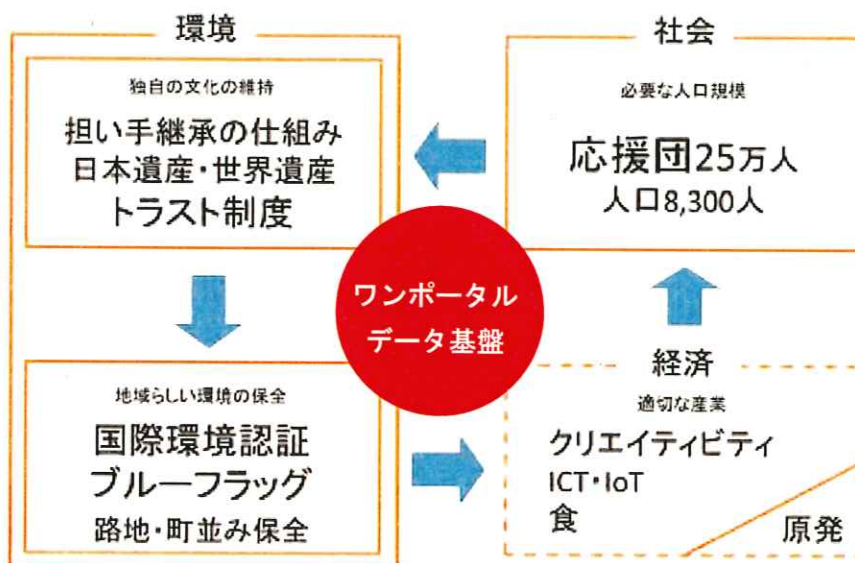 環境
独自の文化の維持
担い手継承の仕組み
日本遺産・世界遺産
トラスト制度
社会
必要な人口規模
応援団25万人
人口8,300人
ワンポータル
データ基盤
地域らしい環境の保全
国際環境認証
ブルーフラッグ
路地・町並み保全
経済
適切な産業
クリエイティビティ
ICT・IoT
食
原発